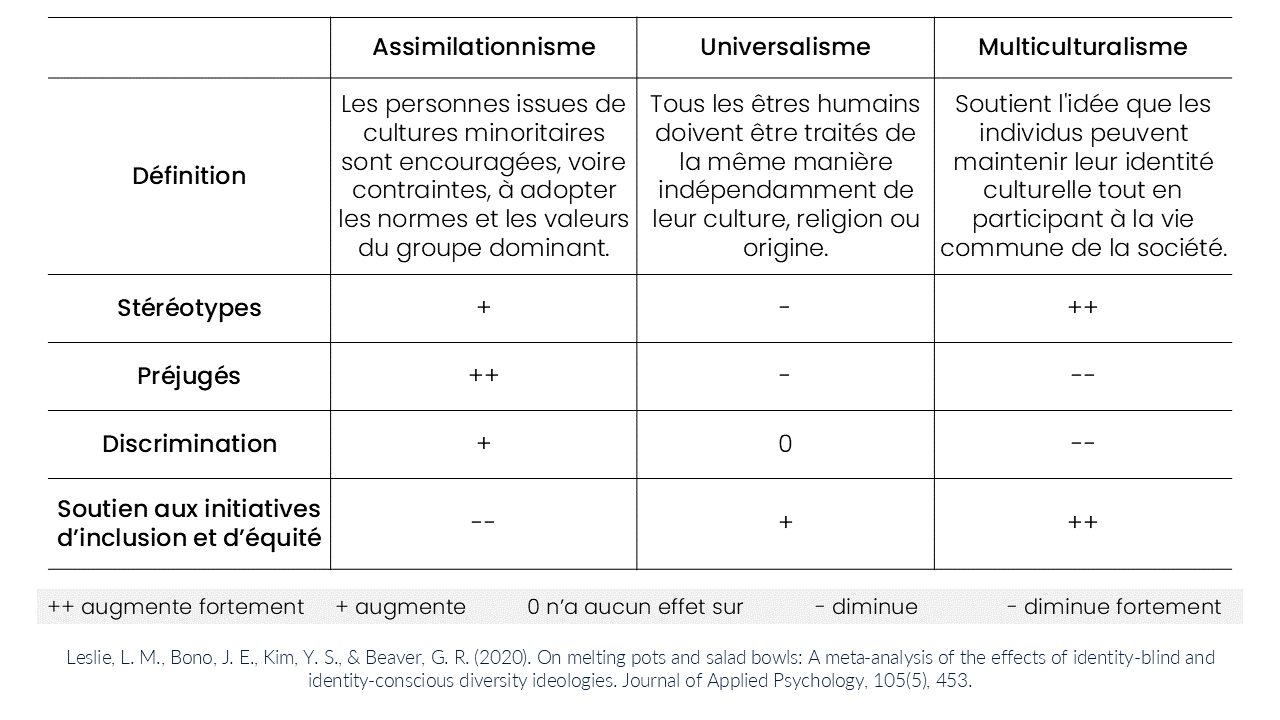 Assimilationnisme Universalisme Multiculturalisme
Définition
Les personnes issues de
cultures minoritaires
sont encouragées, voire
contraintes, à adopter
les normes et les valeurs
du groupe dominant.
Tous les êtres humains
doivent être traités de
la même manière
indépendamment de
leur culture, religion ou
origine.
Soutient l'idée que les
individus peuvent
maintenir leur identité
culturelle tout en
participant à la vie
commune de la société.
Stéréotypes + - ++
Préjugés ++ - --
Discrimination + 0 --
Soutien aux initiatives
d’inclusion et d’équité
-- + ++
++ augmente fortement + augmente 0 n’a aucun effet sur - diminue - diminue fortement
Leslie, L. M., Bono, J. E., Kim, Y. S., & Beaver, G. R. (2020). On melting pots and salad bowls: A meta-analysis of the effects of identity-blind and
identity-conscious diversity ideologies. Journal of Applied Psychology, 105(5), 453.